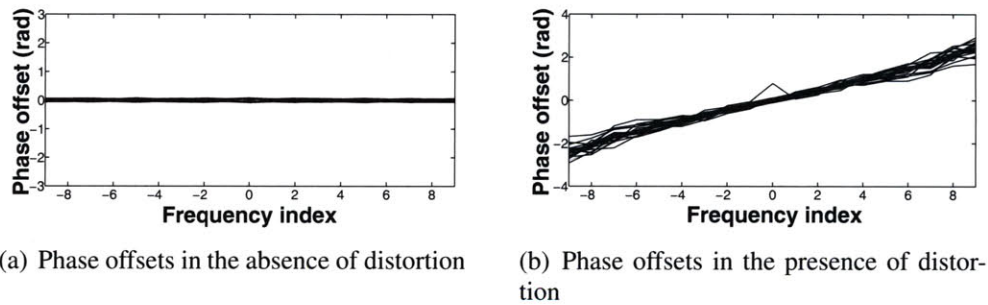 Phase offset (rad)
3
2
1
0
-1
-2
-3
-8 -6 -4 -2 0 2 4 6 8
Frequency index
(a) Phase offsets in the absence of distortion
Phase offset (rad)
4
2
0
-2
-4
-8 -6 -4 -2 0 2 4 6 8
Frequency index
(b) Phase offsets in the presence of distor-
tion